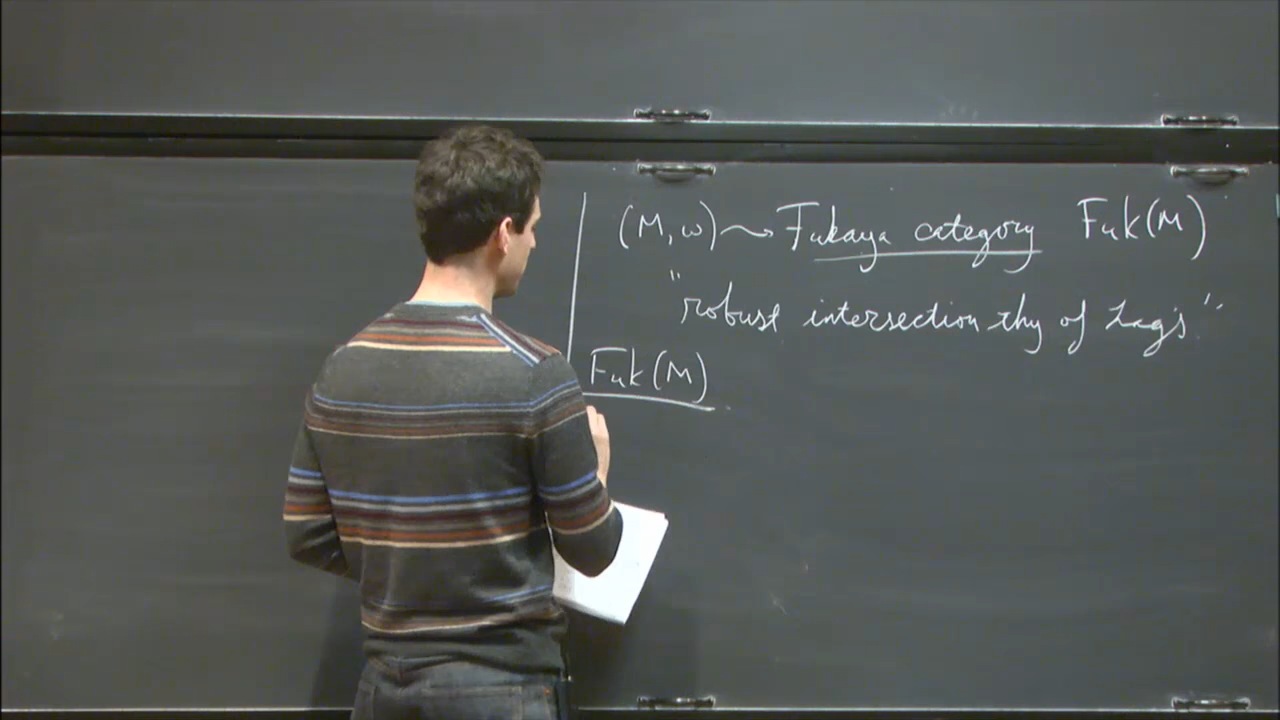 (M, ω) ⇝ Fukaya category Fuk(M)
"robust intersection thy of Lag's"
Fuk(M)